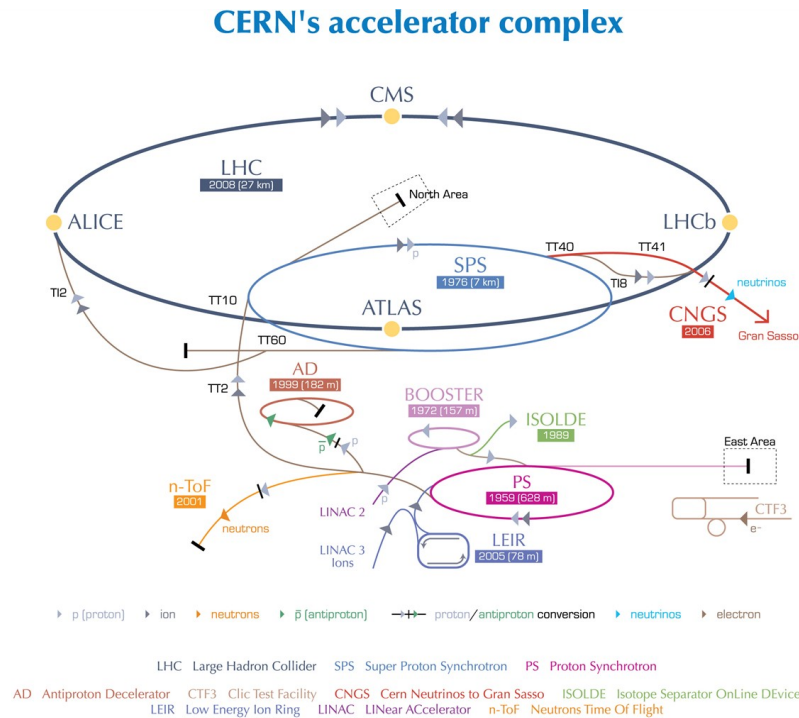 CERN's accelerator complex
CMS
LHC
2008 (27 km)
North Area
ALICE
LHCb
TT40
TT41
p
SPS
1976 (7 km)
TI8
neutrinos
TI2
TT10
ATLAS
CNGS
2006
Gran Sasso
TT60
AD
1999 (182 m)
TT2
BOOSTER
1972 (157 m)
ISOLDE
1989
p̅
p
East Area
n-ToF
2001
PS
1959 (628 m)
p
LINAC 2
neutrons
CTF3
e-
LEIR
2005 (78 m)
LINAC 3
Ions
p (proton)
ion
neutrons
p̅ (antiproton)
proton/antiproton conversion
neutrinos
electron
LHC Large Hadron Collider SPS Super Proton Synchrotron PS Proton Synchrotron
AD Antiproton Decelerator CTF3 Clic Test Facility CNGS Cern Neutrinos to Gran Sasso ISOLDE Isotope Separator OnLine DEvice
LEIR Low Energy Ion Ring LINAC LINear ACcelerator n-ToF Neutrons Time Of Flight